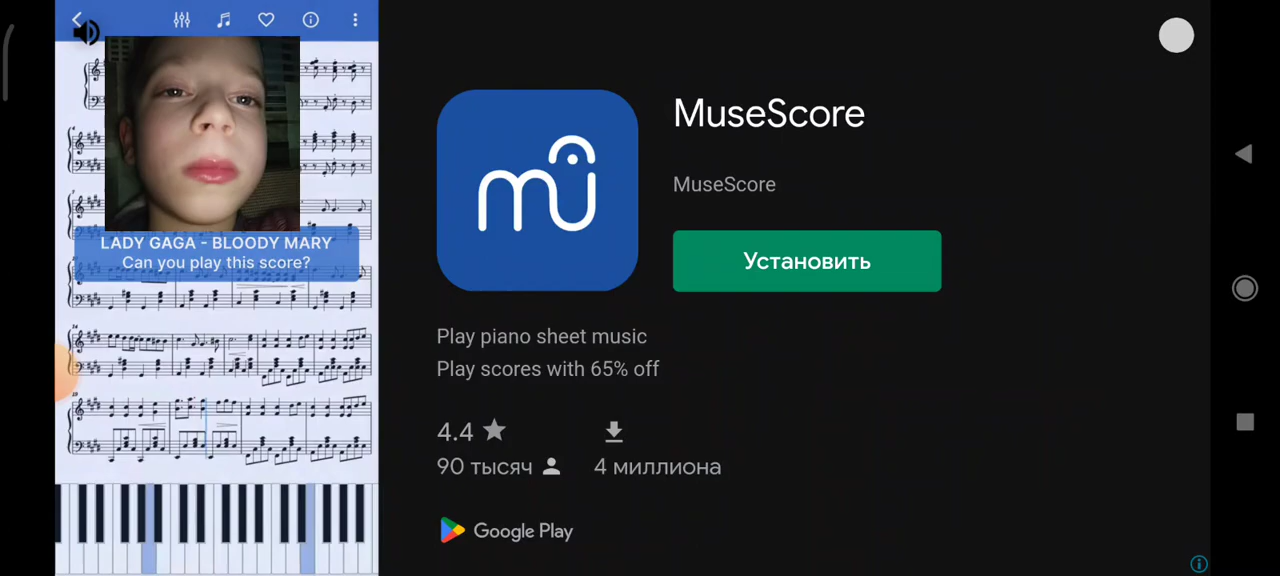 LADY GAGA - BLOODY MARY
Can you play this score?
MuseScore
MuseScore
Установить
Play piano sheet music
Play scores with 65% off
4.4
90 тысяч
4 миллиона
Google Play